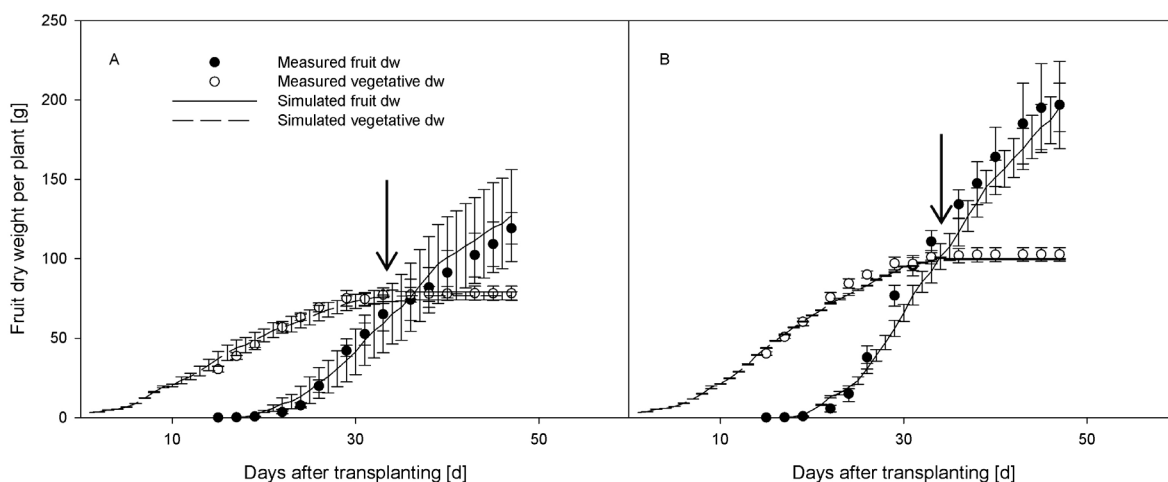 250
200
150
100
50
0
Fruit dry weight per plant [g]
A
Measured fruit dw
Measured vegetative dw
Simulated fruit dw
Simulated vegetative dw
B
10
30
50
10
30
50
Days after transplanting [d]
Days after transplanting [d]